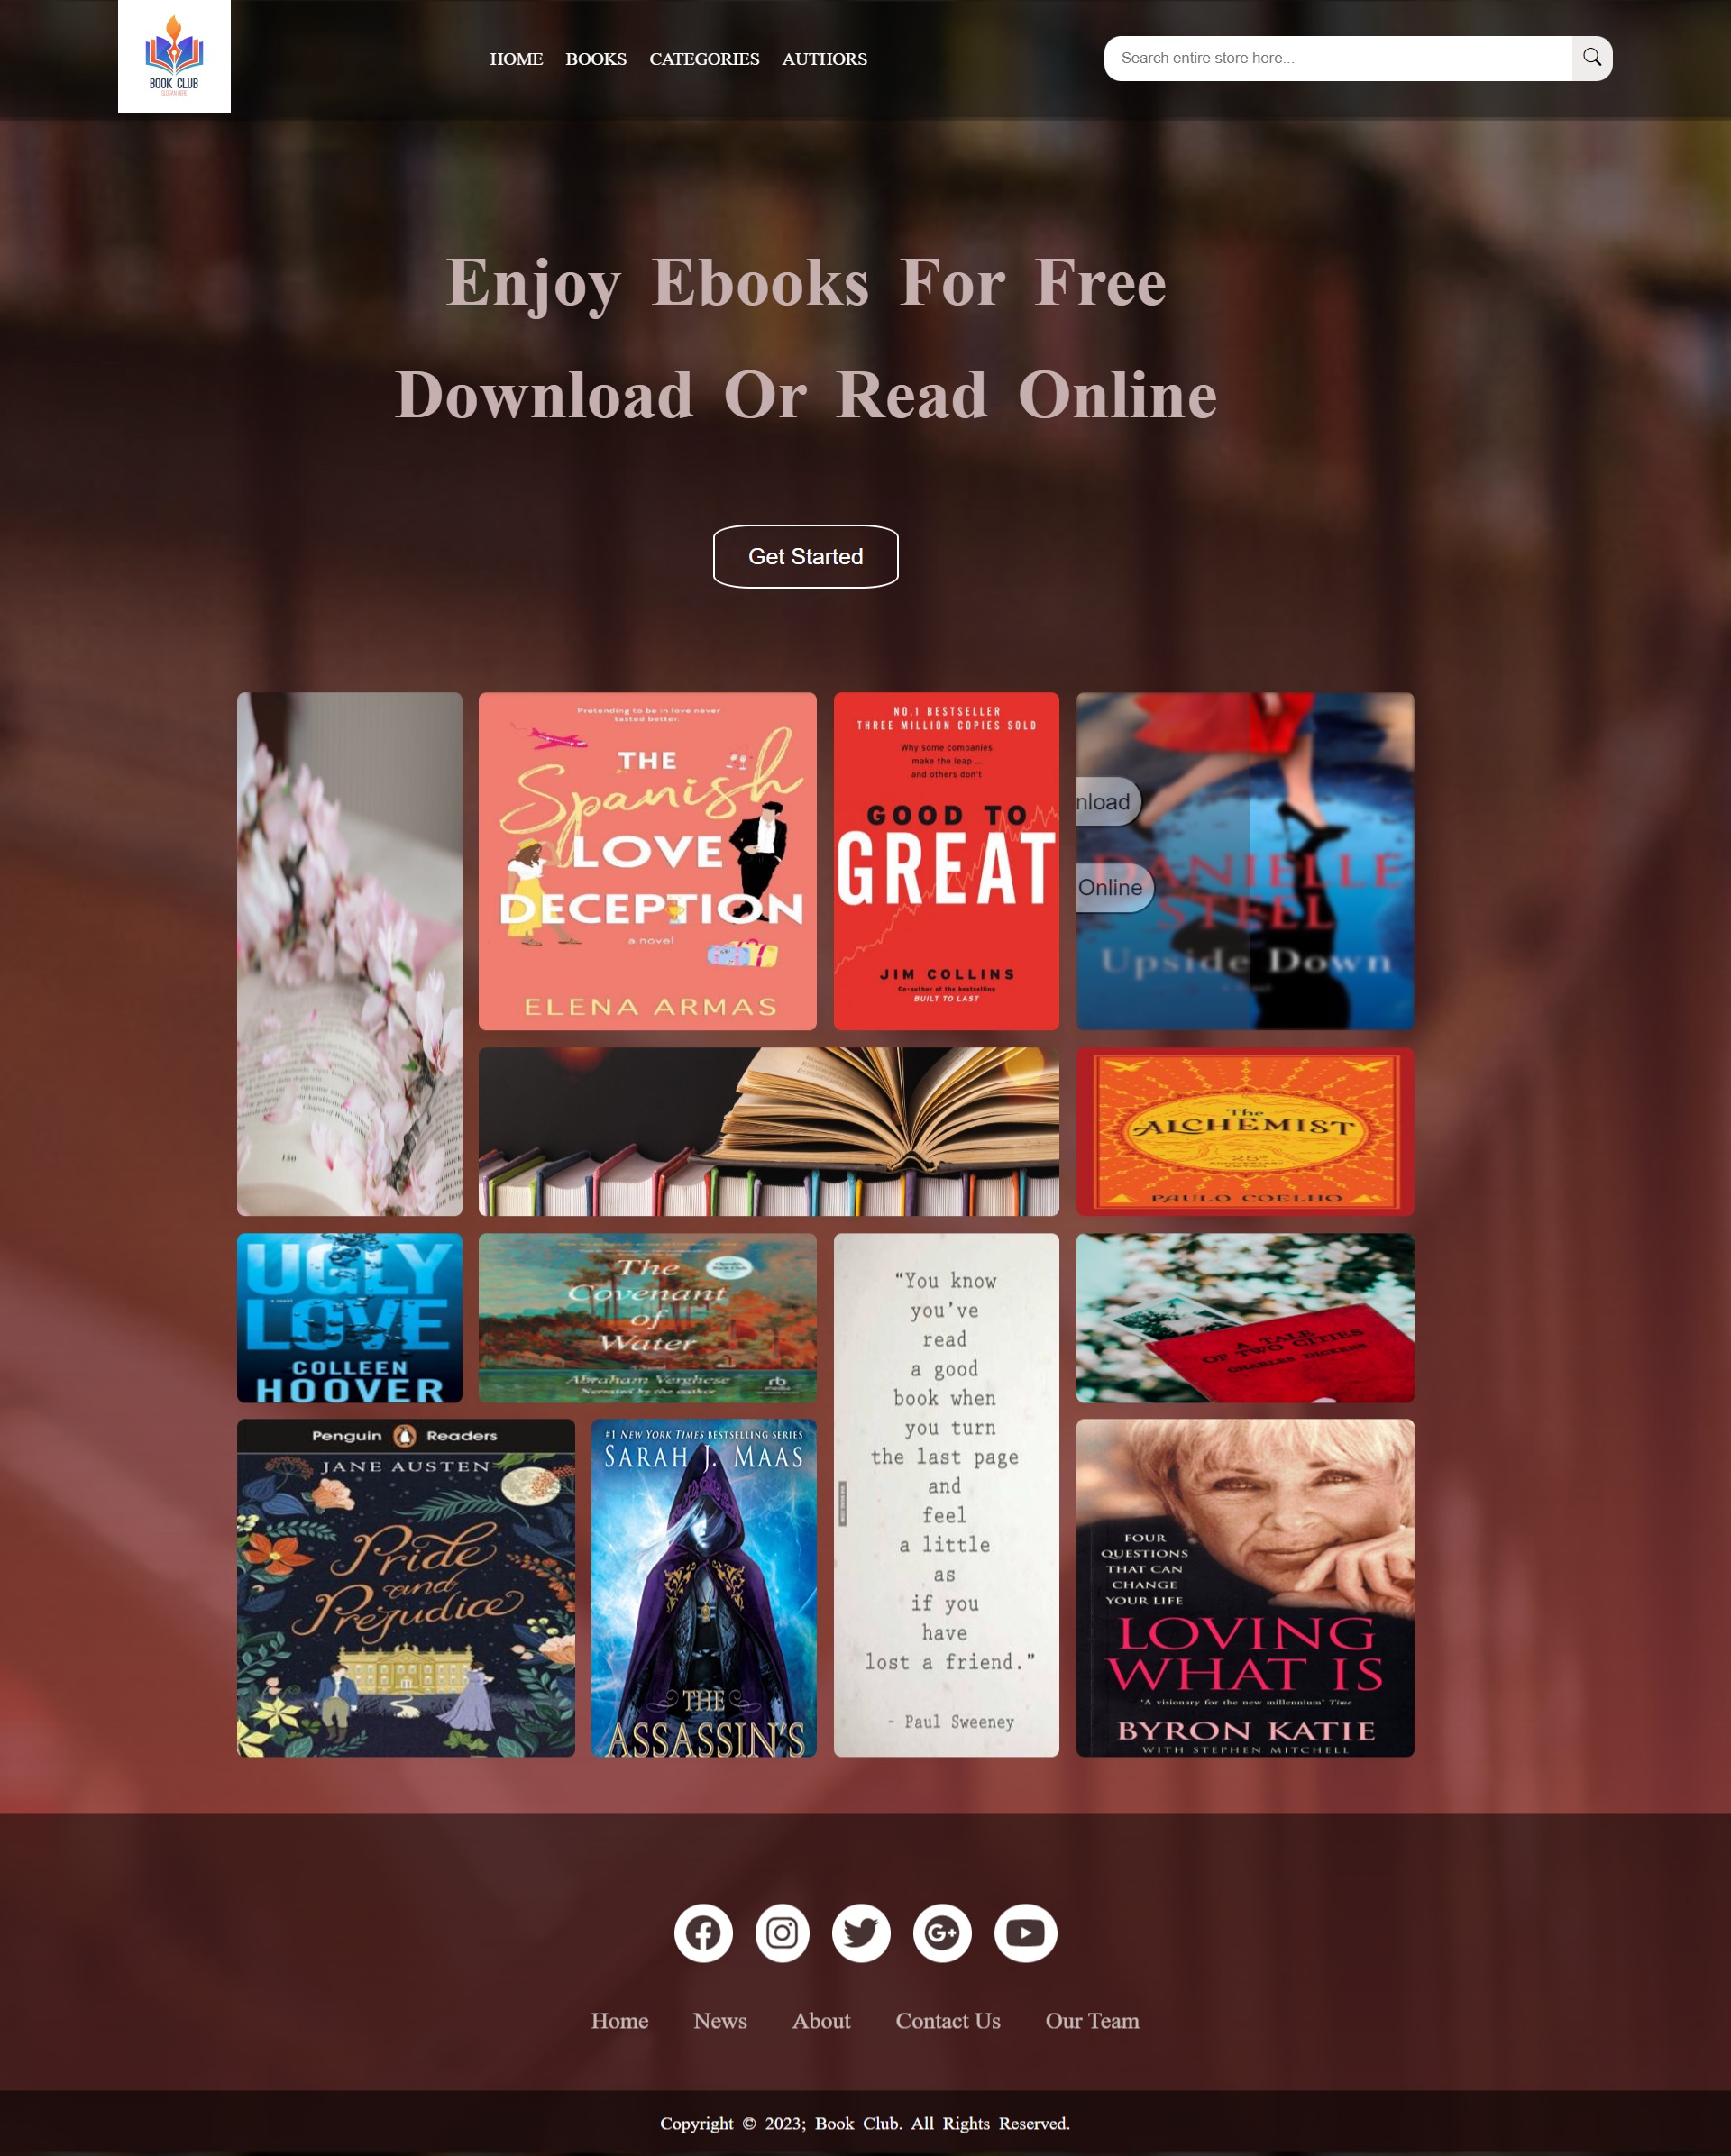 BOOK CLUB
HOME BOOKS CATEGORIES AUTHORS
Search entire store here...
Enjoy Ebooks For Free
Download Or Read Online
Get Started
150
Pretending to be in love never
tasted better.
THE
Spanish
LOVE
DECEPTION
a novel
ELENA ARMAS
NO.1 BESTSELLER
THREE MILLION COPIES SOLD
Why some companies
make the leap ...
and others don't
GOOD TO
GREAT
JIM COLLINS
Co-author of the bestselling
BUILT TO LAST
nload
Online
DANIELLE
STEEL
Upside Down
The
ALCHEMIST
PAULO COELHO
UGLY
LOVE
COLLEEN
HOOVER
The
Covenant
of
Water
Abraham Verghese
Narrated by the author
rb
media
“You know
you've
read
a good
book when
you turn
the last page
and
feel
a little
as
if you
have
lost a friend.”
- Paul Sweeney
A TALE
OF TWO CITIES
CHARLES DICKENS
Penguin Readers
JANE AUSTEN
Pride
and
Prejudice
#1 NEW YORK TIMES BESTSELLING SERIES
SARAH J. MAAS
THE
ASSASSIN'S
FOUR
QUESTIONS
THAT CAN
CHANGE
YOUR LIFE
LOVING
WHAT IS
'A visionary for the new millennium' Time
BYRON KATIE
WITH STEPHEN MITCHELL
Home News About Contact Us Our Team
Copyright © 2023; Book Club. All Rights Reserved.